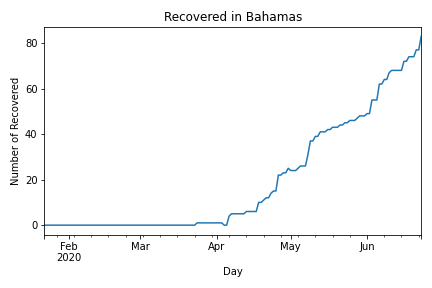 Recovered in Bahamas
Number of Recovered
80
60
40
20
0
Feb
2020
Mar
Apr
May
Jun
Day